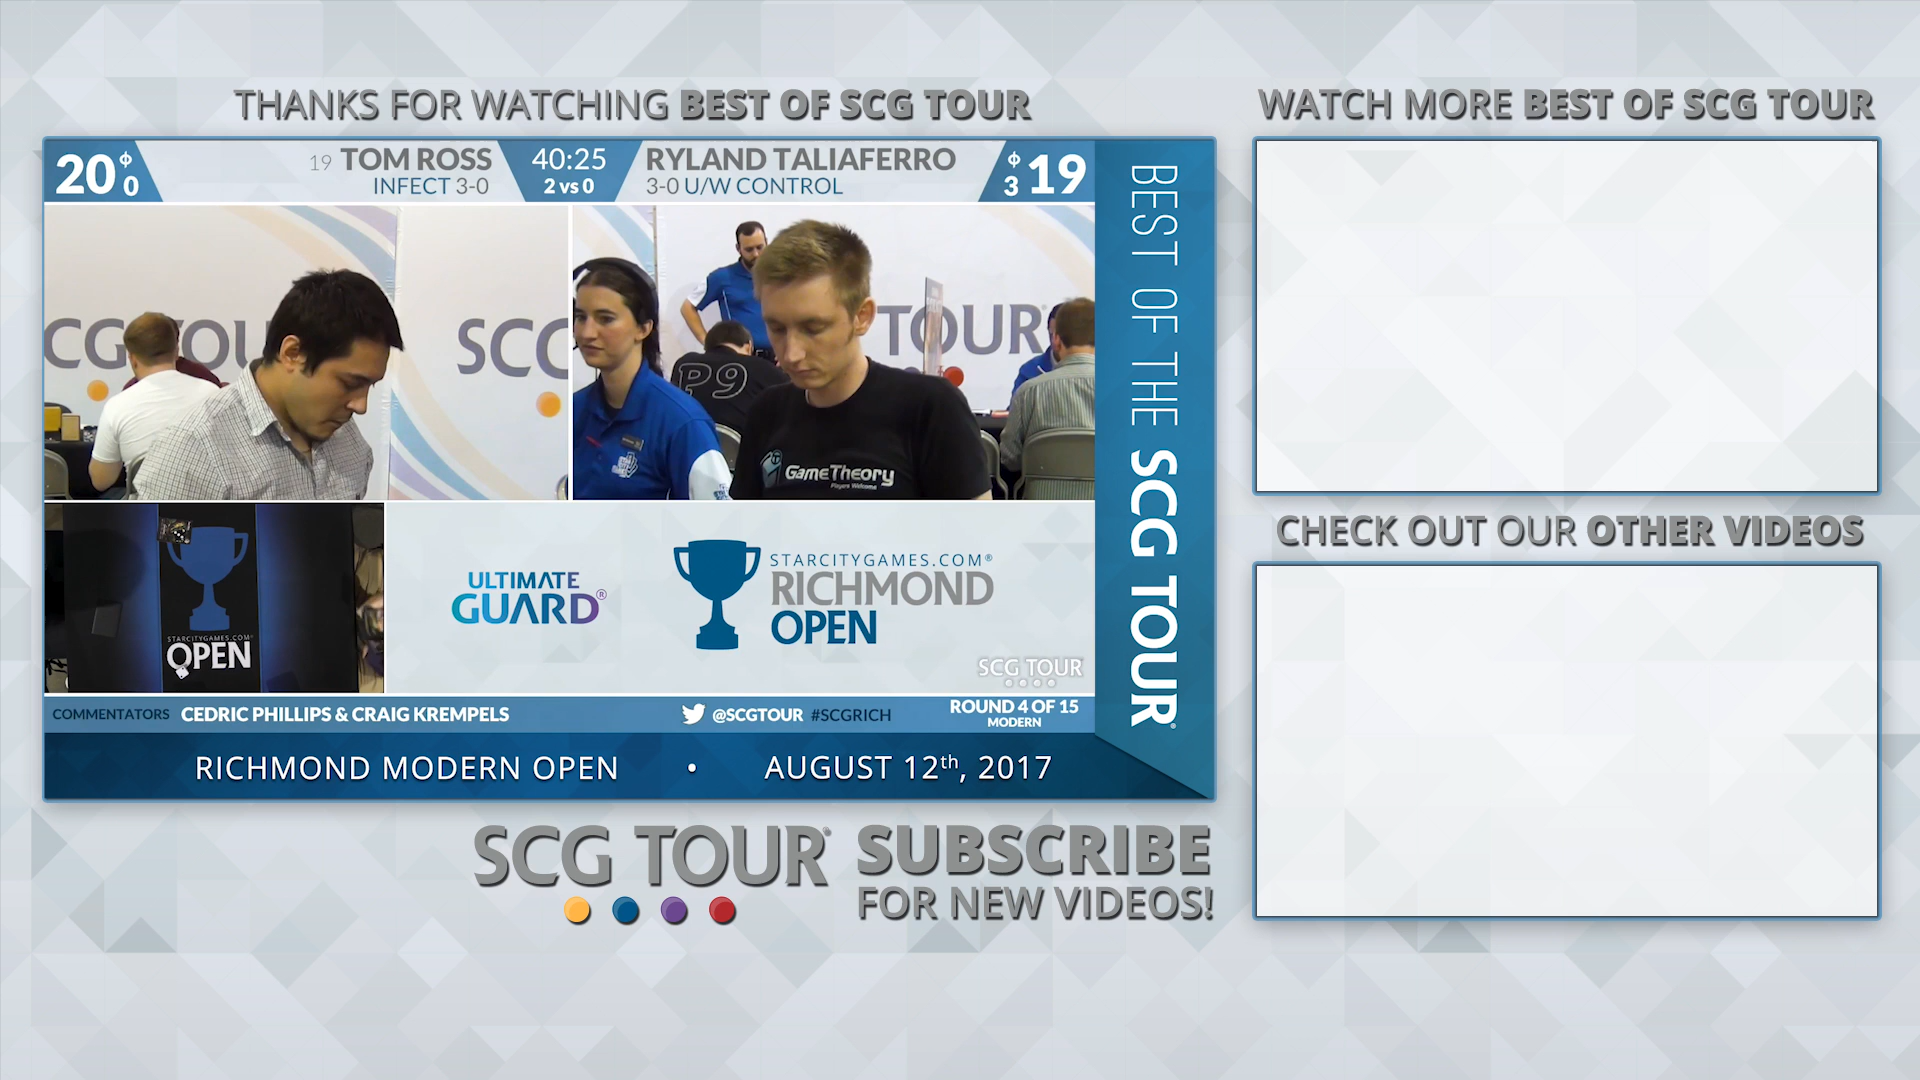 THANKS FOR WATCHING BEST OF SCG TOUR
20 0
19 TOM ROSS
INFECT 3-0
40:25
2 vs 0
RYLAND TALIAFERRO
3-0 U/W CONTROL
3 19
SCG TOUR
SCG
P9
TOUR
GameTheory
Players Welcome
STARCITYGAMES.COM®
OPEN
ULTIMATE
GUARD®
STARCITYGAMES.COM®
RICHMOND
OPEN
SCG TOUR
COMMENTATORS CEDRIC PHILLIPS & CRAIG KREMPELS
@SCGTOUR #SCGRICH
ROUND 4 OF 15
MODERN
BEST OF THE SCG TOUR®
RICHMOND MODERN OPEN • AUGUST 12th, 2017
SCG TOUR®
SUBSCRIBE
FOR NEW VIDEOS!
WATCH MORE BEST OF SCG TOUR
CHECK OUT OUR OTHER VIDEOS